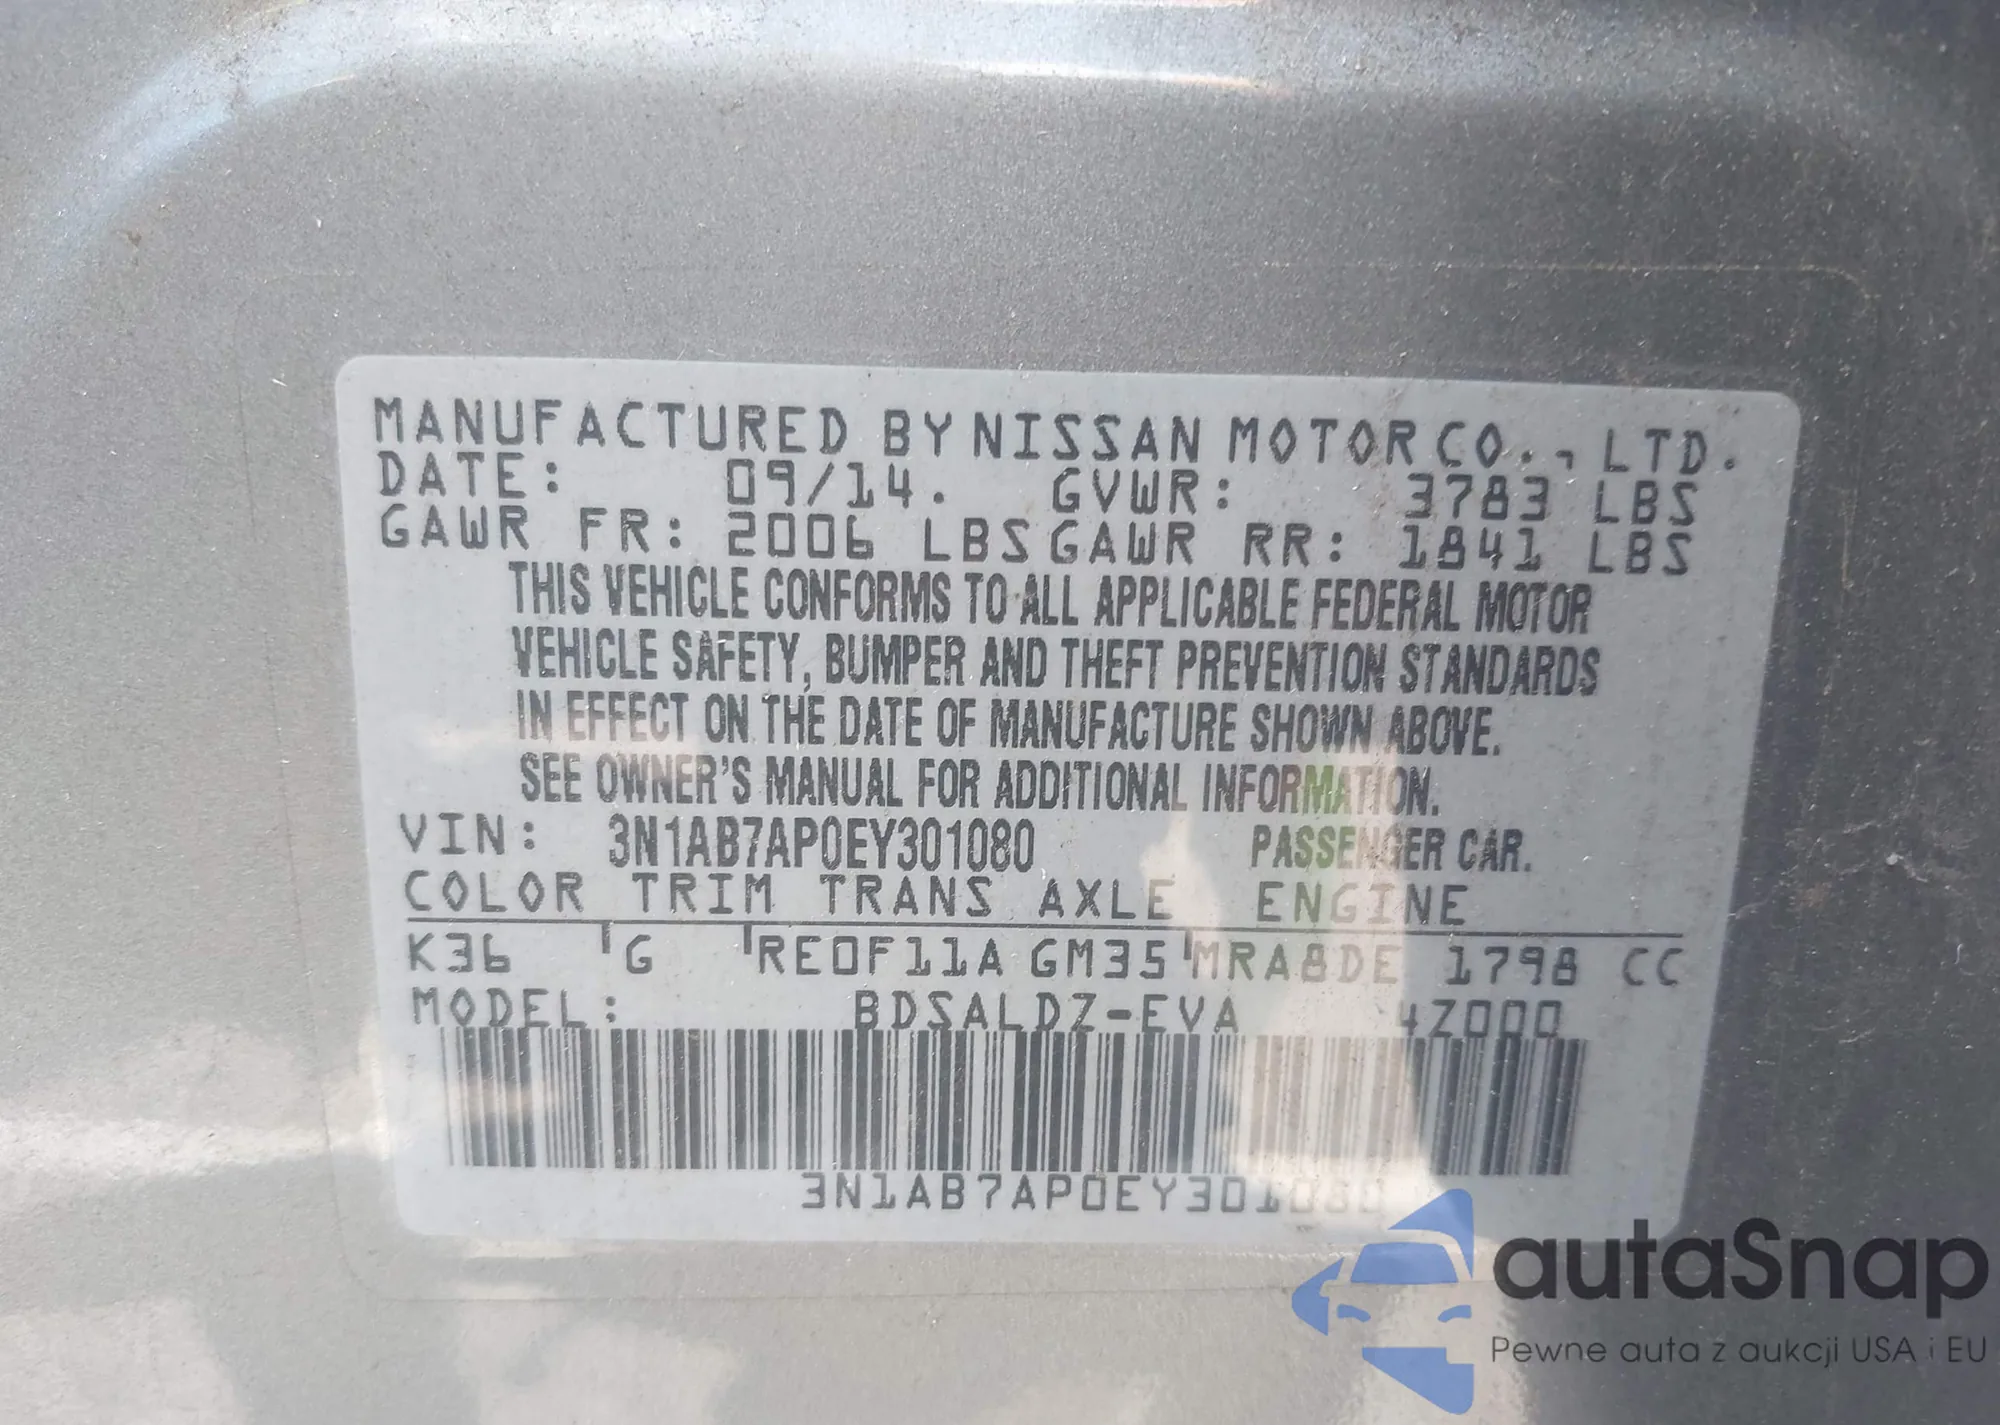 MANUFACTURED BY NISSAN MOTOR CO., LTD.
DATE: 09/14. GVWR: 3783 LBS
GAWR FR: 2006 LBS GAWR RR: 1841 LBS
THIS VEHICLE CONFORMS TO ALL APPLICABLE FEDERAL MOTOR
VEHICLE SAFETY, BUMPER AND THEFT PREVENTION STANDARDS
IN EFFECT ON THE DATE OF MANUFACTURE SHOWN ABOVE.
SEE OWNER'S MANUAL FOR ADDITIONAL INFORMATION.
VIN: 3N1AB7AP0EY301080 PASSENGER CAR.
COLOR TRIM TRANS AXLE ENGINE
K36 G RE0F11A GM35 MRA8DE 1798 CC
MODEL: BDSALDZ-EVA 4Z000
3N1AB7AP0EY301080
autaSnap
Pewne auta z aukcji USA i EU